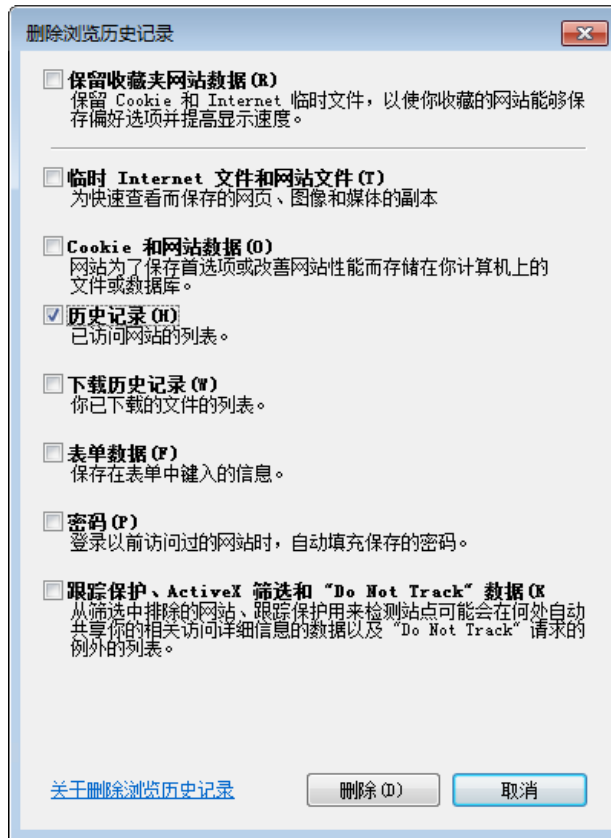 删除浏览历史记录
保留收藏夹网站数据(R)
保留 Cookie 和 Internet 临时文件，以使你收藏的网站能够保
存偏好选项并提高显示速度。
临时 Internet 文件和网站文件(T)
为快速查看而保存的网页、图像和媒体的副本
Cookie 和网站数据(O)
网站为了保存首选项或改善网站性能而存储在你计算机上的
文件或数据库。
历史记录(H)
已访问网站的列表。
下载历史记录(W)
你已下载的文件的列表。
表单数据(F)
保存在表单中键入的信息。
密码(P)
登录以前访问过的网站时，自动填充保存的密码。
跟踪保护、ActiveX 筛选和 "Do Not Track" 数据(K
从筛选中排除的网站、跟踪保护用来检测站点可能会在何处自动
共享你的相关访问详细信息的数据以及 "Do Not Track" 请求的
例外的列表。
关于删除浏览历史记录
删除(D)
取消